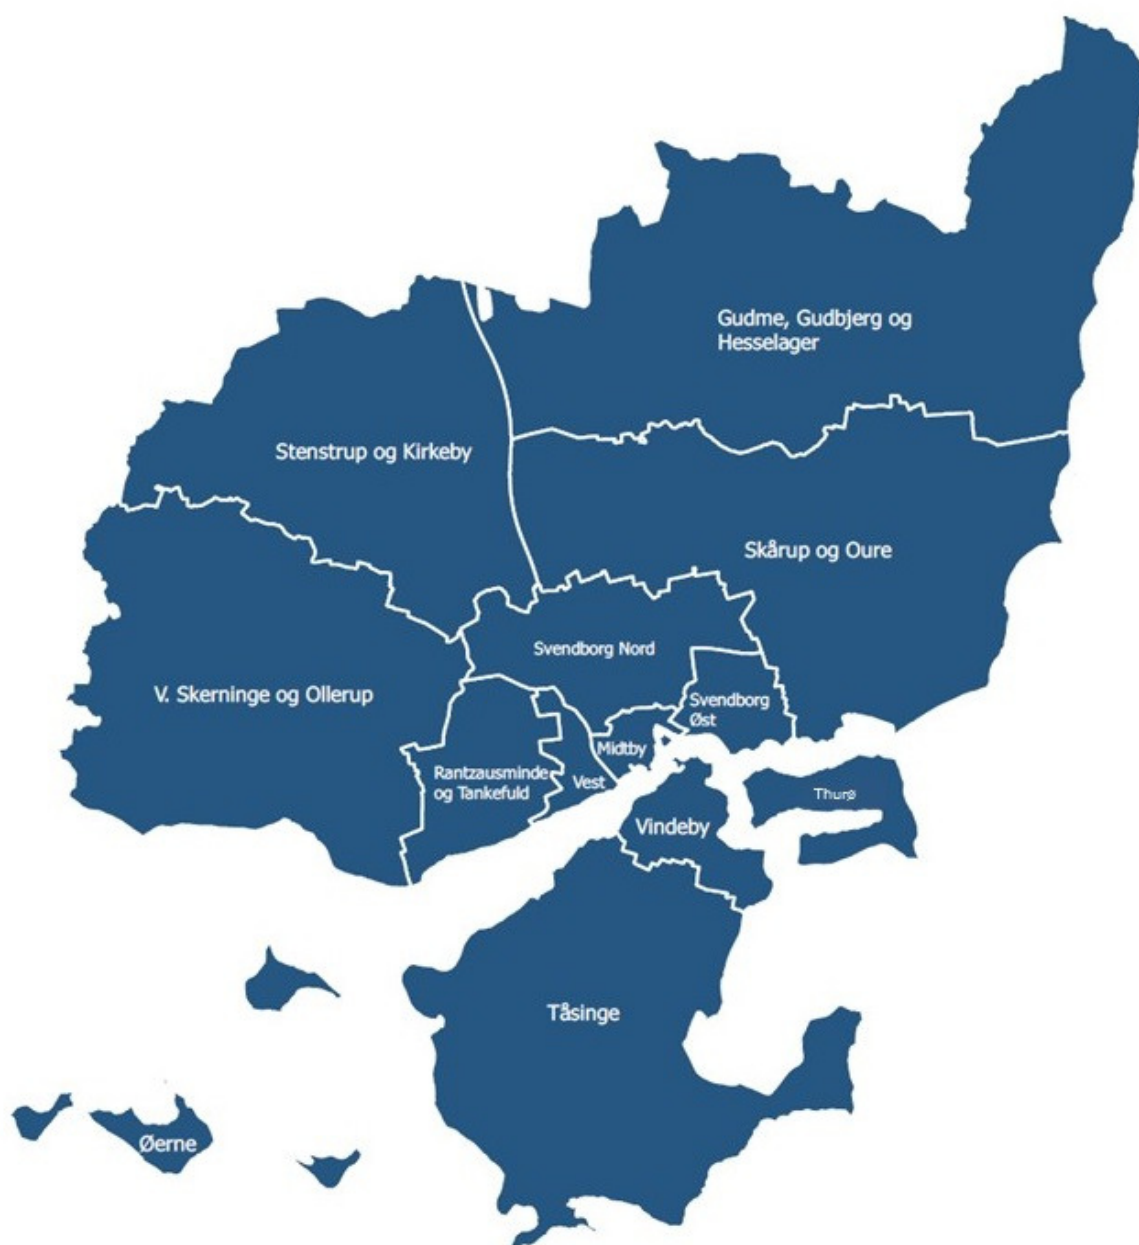 Gudme, Gudbjerg og
Hesselager
Stenstrup og Kirkeby
Skårup og Oure
Svendborg Nord
V. Skerninge og Ollerup
Svendborg
Øst
Midtby
Rantzausminde
og Tankefuld
Vest
Thurø
Vindeby
Tåsinge
Øerne